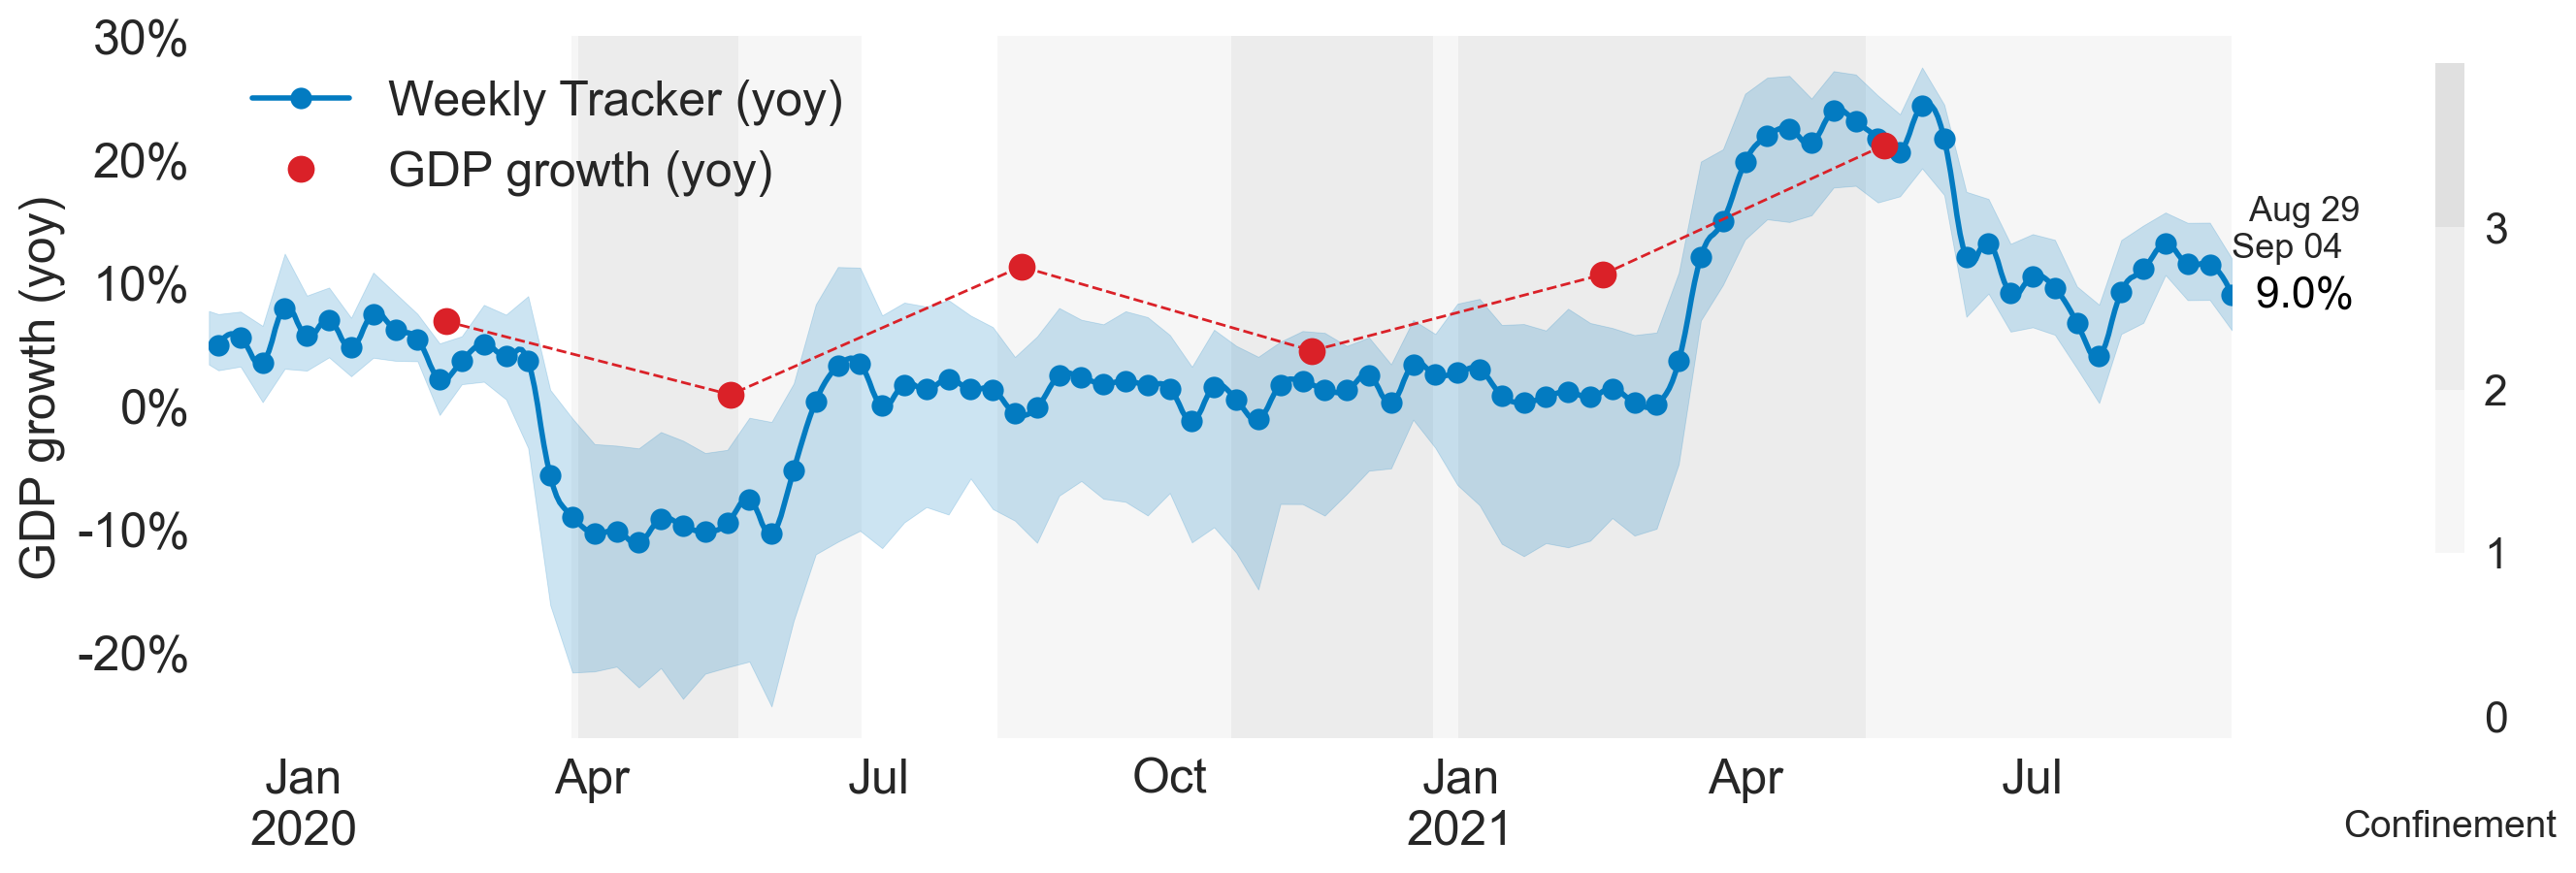 30%
20%
10%
0%
-10%
-20%
GDP growth (yoy)
Weekly Tracker (yoy)
GDP growth (yoy)
Aug 29
Sep 04
9.0%
3
2
1
0
Jan Apr Jul Oct Jan Apr Jul
2020 2021
Confinement